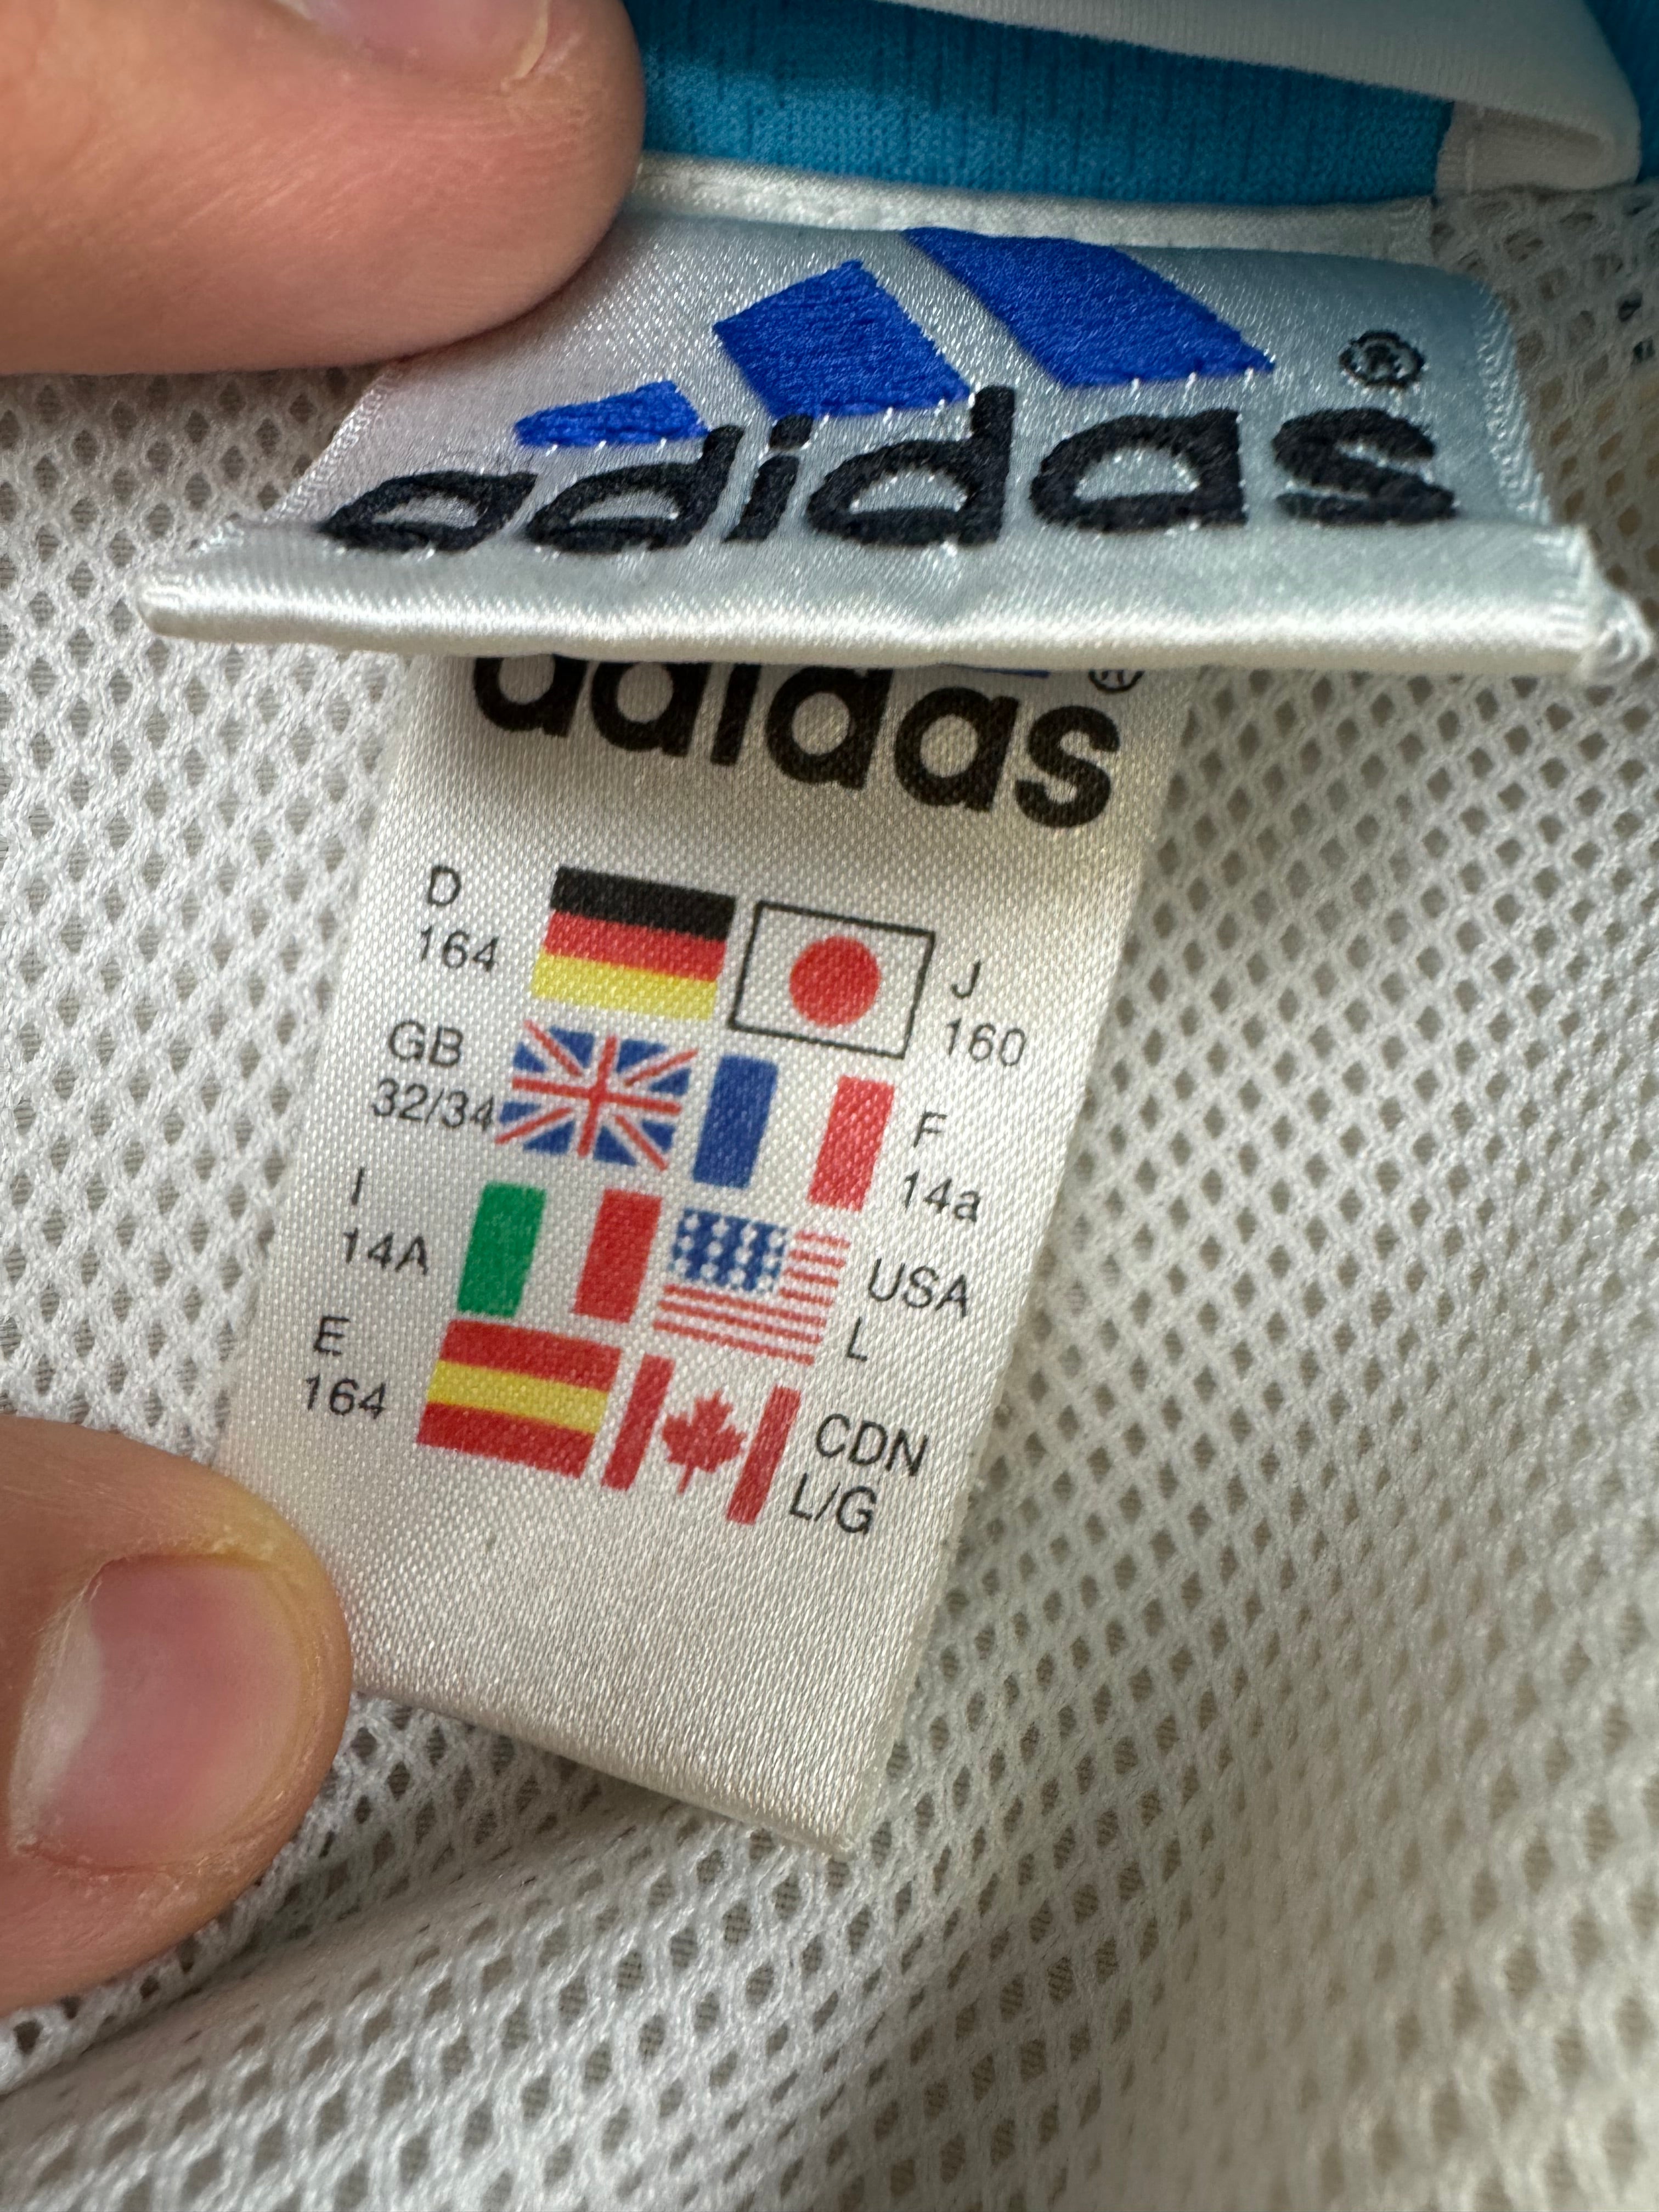 adidas ®
adidas ®
D
164
J
160
GB
32/34
F
14a
I
14A
USA
L
E
164
CDN
L/G